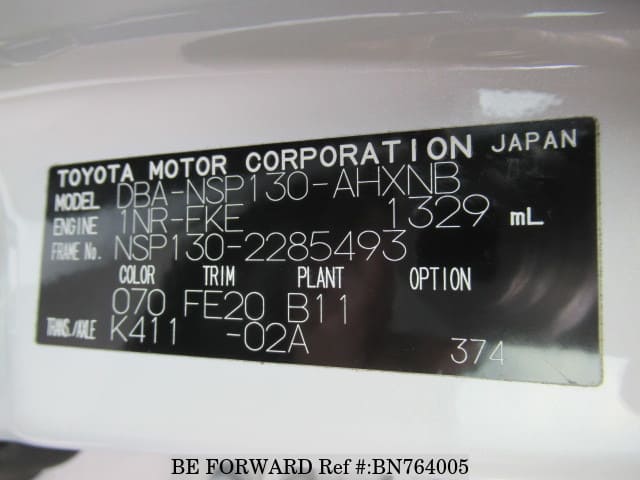 TOYOTA MOTOR CORPORATION JAPAN
MODEL DBA-NSP130-AHXNB
ENGINE 1NR-FKE 1329 mL
FRAME No. NSP130-2285493
COLOR TRIM PLANT OPTION
070 FE20 B11
TRANS./AXLE K411 -02A
374
BE FORWARD Ref #:BN764005